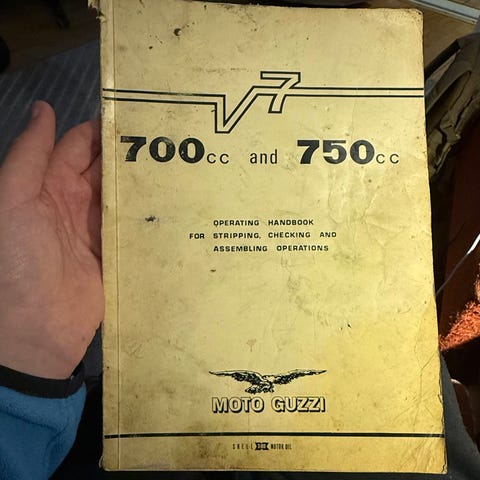 V7
700cc and 750cc
OPERATING HANDBOOK
FOR STRIPPING, CHECKING AND
ASSEMBLING OPERATIONS
MOTO GUZZI
SHELL MOTOR OIL